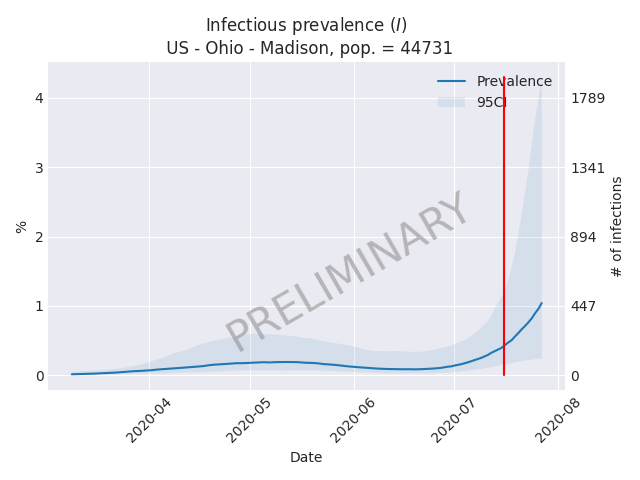 Infectious prevalence (I)
US - Ohio - Madison, pop. = 44731
Prevalence
95CI
4
3
2
1
0
%
1789
1341
894
447
0
# of infections
PRELIMINARY
2020-04
2020-05
2020-06
2020-07
2020-08
Date